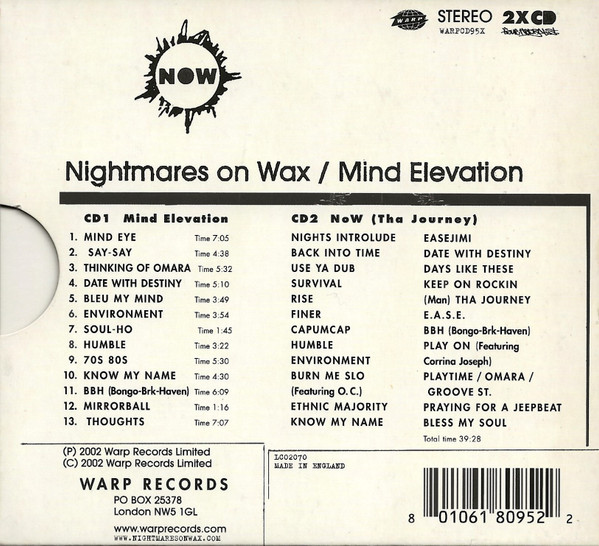 WARP
STEREO
2XCD
WARPCD95X
NOW
Nightmares on Wax / Mind Elevation
CD1 Mind Elevation
1. MIND EYE Time 7:05
2. SAY-SAY Time 4:38
3. THINKING OF OMARA Time 5:32
4. DATE WITH DESTINY Time 5:10
5. BLEU MY MIND Time 3:49
6. ENVIRONMENT Time 3:54
7. SOUL-HO Time 1:45
8. HUMBLE Time 3:22
9. 70S 80S Time 5:30
10. KNOW MY NAME Time 4:30
11. BBH (Bongo-Brk-Haven) Time 6:09
12. MIRRORBALL Time 1:16
13. THOUGHTS Time 7:07
CD2 NoW (Tha Journey)
NIGHTS INTROLUDE
BACK INTO TIME
USE YA DUB
SURVIVAL
RISE
FINER
CAPUMCAP
HUMBLE
ENVIRONMENT
BURN ME SLO
(Featuring O.C.)
ETHNIC MAJORITY
KNOW MY NAME
EASEJIMI
DATE WITH DESTINY
DAYS LIKE THESE
KEEP ON ROCKIN
(Man) THA JOURNEY
E.A.S.E.
BBH (Bongo-Brk-Haven)
PLAY ON (Featuring
Corrina Joseph)
PLAYTIME / OMARA /
GROOVE ST.
PRAYING FOR A JEEPBEAT
BLESS MY SOUL
Total time 39:28
(P) 2002 Warp Records Limited
(C) 2002 Warp Records Limited
WARP RECORDS
PO BOX 25378
London NW5 1GL
www.warprecords.com
WWW.NIGHTMARESONWAX.COM
LC02070
MADE IN ENGLAND
8 01061 80952 2